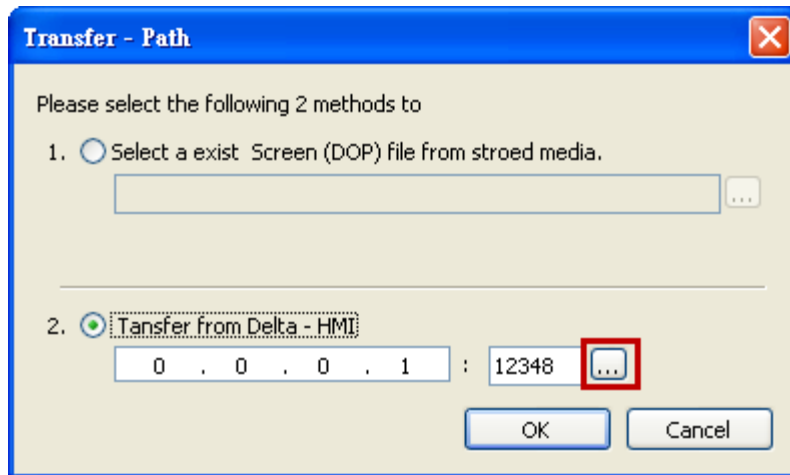 Transfer - Path
Please select the following 2 methods to
1. Select a exist Screen (DOP) file from stroed media.
...
2. Tansfer from Delta - HMI
0 . 0 . 0 . 1 : 12348 ...
OK Cancel